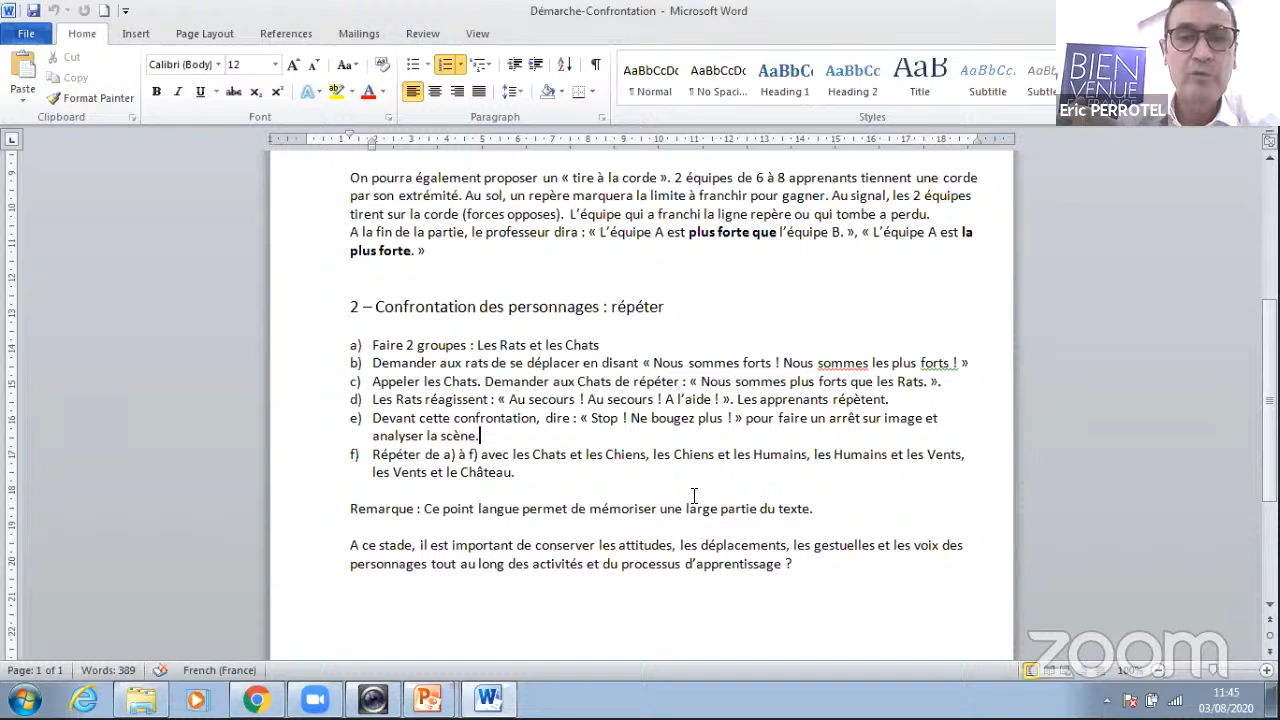 Démarche-Confrontation - Microsoft Word
File Home Insert Page Layout References Mailings Review View
Cut
Copy
Format Painter
Paste
Calibri (Body) 12
Clipboard Font Paragraph Styles
AaBbCcDc AaBbCcDc AaBbC AaBbCc AaB AaBbCc
¶ Normal ¶ No Spaci... Heading 1 Heading 2 Title Subtitle
BIEN
VENUE
EN FRANCE
Eric PERROTEL
On pourra également proposer un « tire à la corde ». 2 équipes de 6 à 8 apprenants tiennent une corde
par son extrémité. Au sol, un repère marquera la limite à franchir pour gagner. Au signal, les 2 équipes
tirent sur la corde (forces opposes). L’équipe qui a franchi la ligne repère ou qui tombe a perdu.
A la fin de la partie, le professeur dira : « L’équipe A est plus forte que l’équipe B. », « L’équipe A est la
plus forte. »
2 – Confrontation des personnages : répéter
a) Faire 2 groupes : Les Rats et les Chats
b) Demander aux rats de se déplacer en disant « Nous sommes forts ! Nous sommes les plus forts ! »
c) Appeler les Chats. Demander aux Chats de répéter : « Nous sommes plus forts que les Rats. ».
d) Les Rats réagissent : « Au secours ! Au secours ! A l’aide ! ». Les apprenants répètent.
e) Devant cette confrontation, dire : « Stop ! Ne bougez plus ! » pour faire un arrêt sur image et
analyser la scène.
f) Répéter de a) à f) avec les Chats et les Chiens, les Chiens et les Humains, les Humains et les Vents,
les Vents et le Château.
Remarque : Ce point langue permet de mémoriser une large partie du texte.
A ce stade, il est important de conserver les attitudes, les déplacements, les gestuelles et les voix des
personnages tout au long des activités et du processus d’apprentissage ?
zoom
Page: 1 of 1 Words: 389 French (France) 100%
11:45
03/08/2020